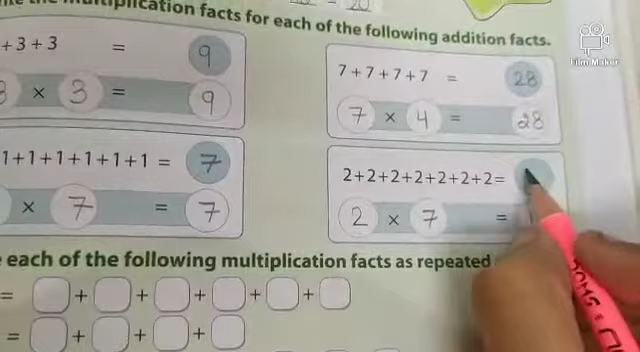 multiplication facts for each of the following addition facts.
20
+ 3 + 3 = 9
3 × 3 = 9
7 + 7 + 7 + 7 = 28
7 × 4 = 28
1+1+1+1+1+1 = 7
× 7 = 7
2+2+2+2+2+2+2=
2 × 7 =
each of the following multiplication facts as repeated
= + + + + +
= + + +
Film Maker